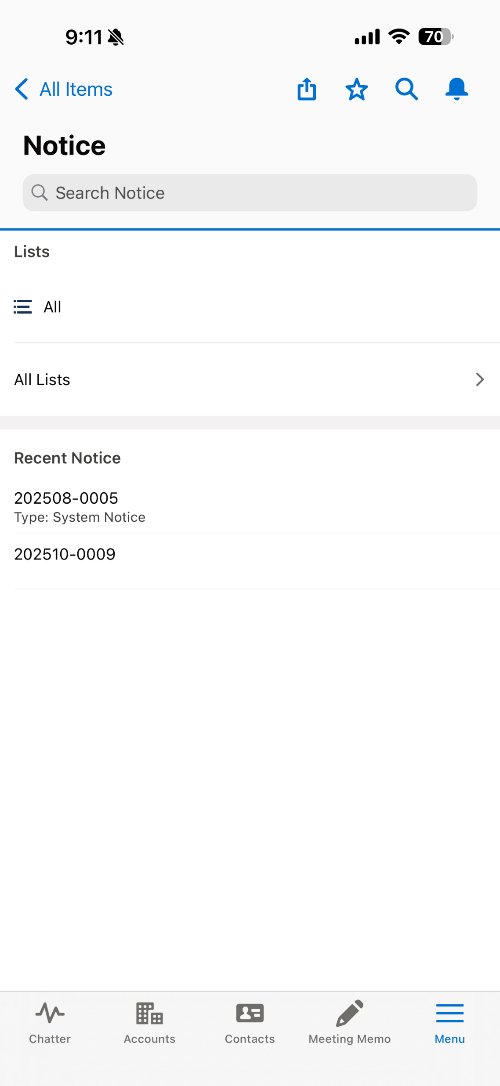 9:11
70
All Items
Notice
Search Notice
Lists
All
All Lists
Recent Notice
202508-0005
Type: System Notice
202510-0009
Chatter
Accounts
Contacts
Meeting Memo
Menu